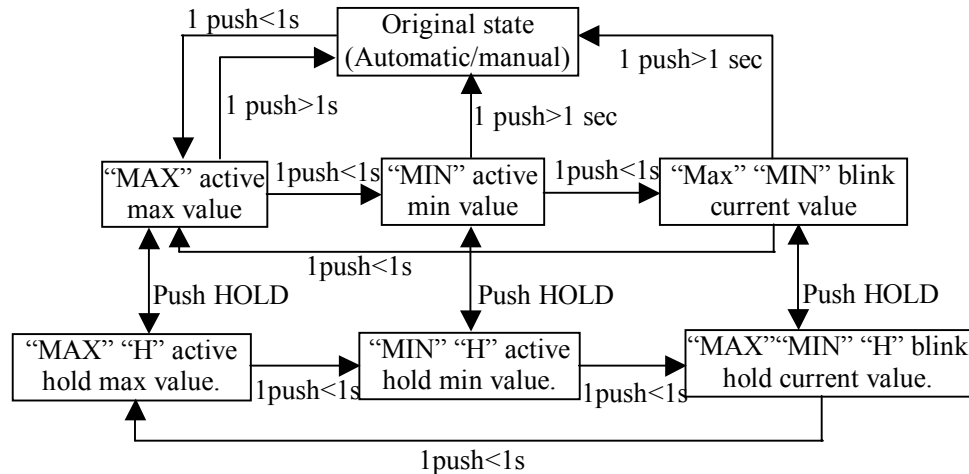 1 push<1s
Original state
(Automatic/manual)
1 push>1 sec
1 push>1s
1 push>1 sec
“MAX” active
max value
1push<1s
“MIN” active
min value
1push<1s
“Max” “MIN” blink
current value
1push<1s
Push HOLD
Push HOLD
Push HOLD
“MAX” “H” active
hold max value.
1push<1s
“MIN” “H” active
hold min value.
1push<1s
“MAX”“MIN” “H” blink
hold current value.
1push<1s